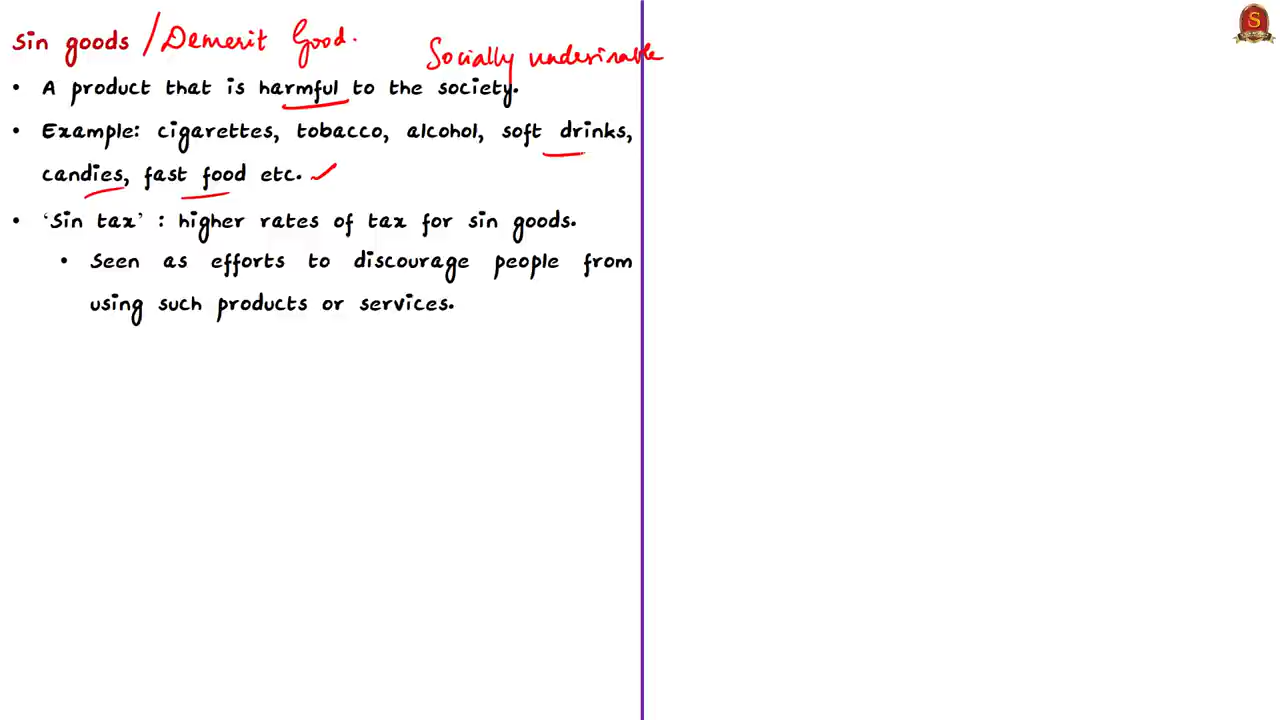 Sin goods / Demerit Good.
Socially undesirable
• A product that is harmful to the society.
• Example: cigarettes, tobacco, alcohol, soft drinks,
candies, fast food etc. ✓
• 'Sin tax' : higher rates of tax for sin goods.
• Seen as efforts to discourage people from
using such products or services.
S